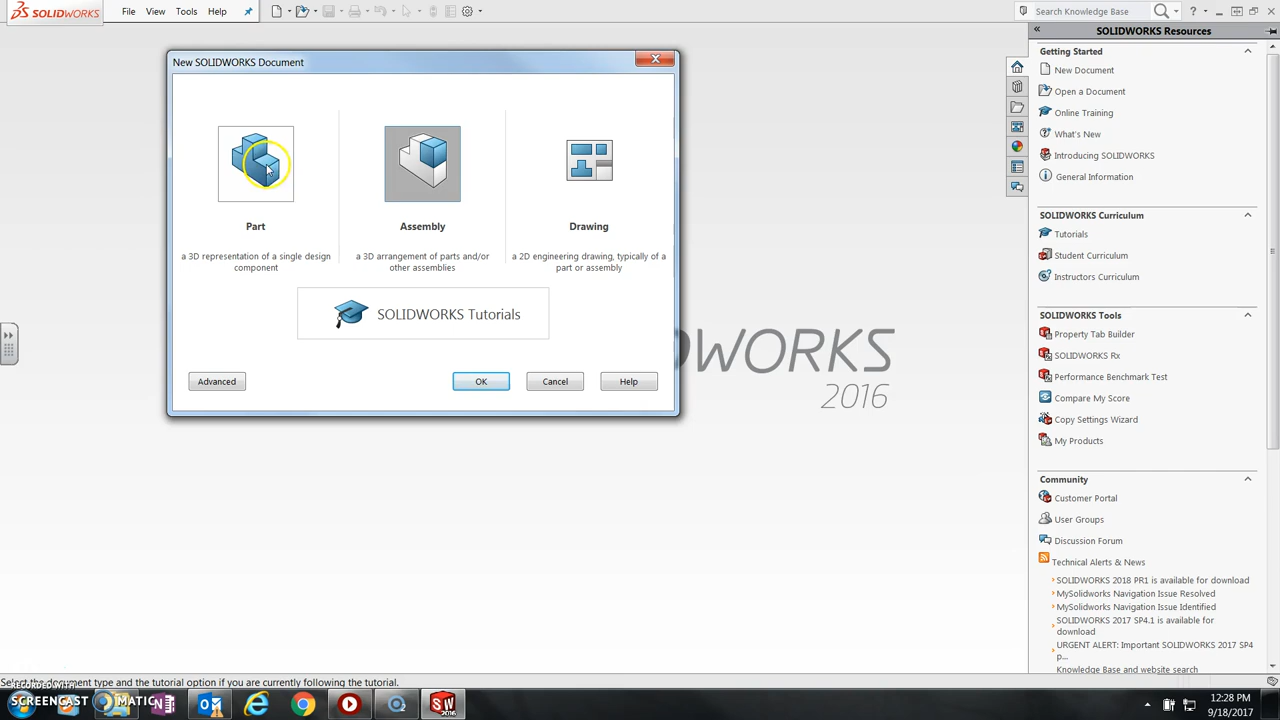 SOLIDWORKS
File
View
Tools
Help
Search Knowledge Base
?
SOLIDWORKS Resources
New SOLIDWORKS Document
Part
a 3D representation of a single design
component
Assembly
a 3D arrangement of parts and/or
other assemblies
Drawing
a 2D engineering drawing, typically of a
part or assembly
SOLIDWORKS Tutorials
Advanced
OK
Cancel
Help
DWORKS
2016
Getting Started
New Document
Open a Document
Online Training
What's New
Introducing SOLIDWORKS
General Information
SOLIDWORKS Curriculum
Tutorials
Student Curriculum
Instructors Curriculum
SOLIDWORKS Tools
Property Tab Builder
SOLIDWORKS Rx
Performance Benchmark Test
Compare My Score
Copy Settings Wizard
My Products
Community
Customer Portal
User Groups
Discussion Forum
Technical Alerts & News
SOLIDWORKS 2018 PR1 is available for download
MySolidworks Navigation Issue Resolved
MySolidworks Navigation Issue Identified
SOLIDWORKS 2017 SP4.1 is available for
download
URGENT ALERT: Important SOLIDWORKS 2017 SP4
p...
Knowledge Base and website search
Select the document type and the tutorial option if you are currently following the tutorial.
SCREENCAST MATIC
SW
2016
12:28 PM
9/18/2017